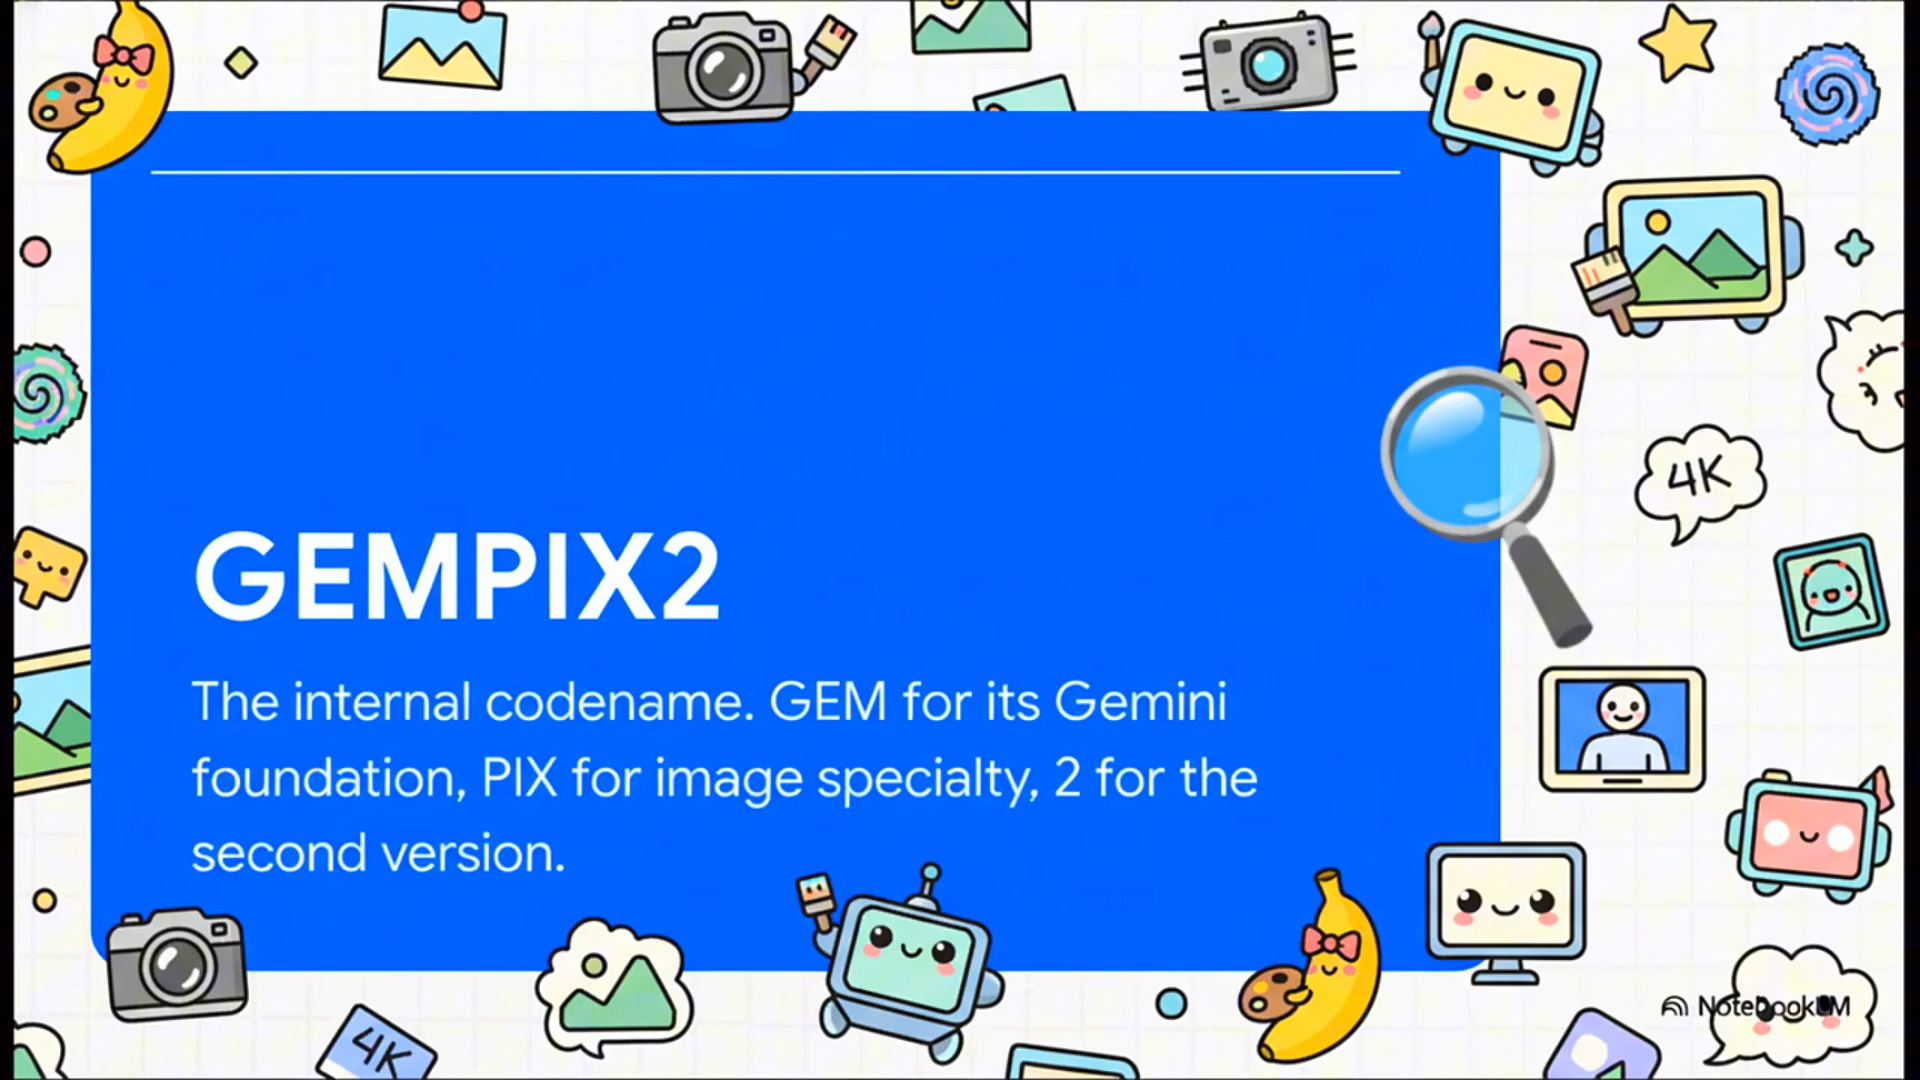 4K
GEMPIX2
The internal codename. GEM for its Gemini
foundation, PIX for image specialty, 2 for the
second version.
NotebookLM
4K